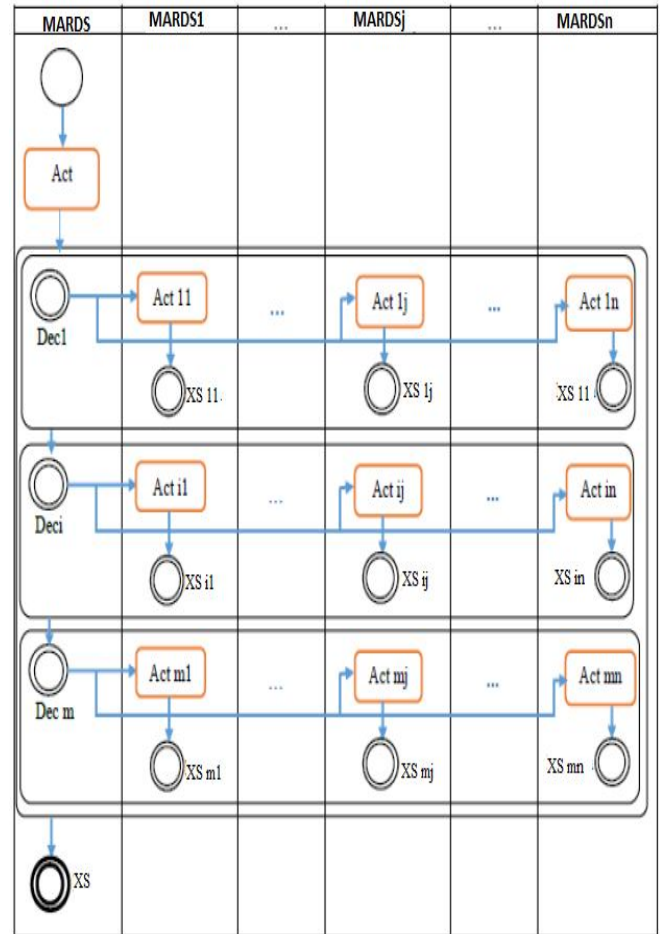 MARDS MARDS1 ... MARDSj ... MARDSn
Act
Act 11 ... Act 1j ... Act 1n
Dec1
XS 11 XS 1j XS 11
Act i1 ... Act ij ... Act in
Deci
XS i1 XS ij XS in
Act m1 ... Act mj ... Act mn
Dec m
XS m1 XS mj XS mn
XS